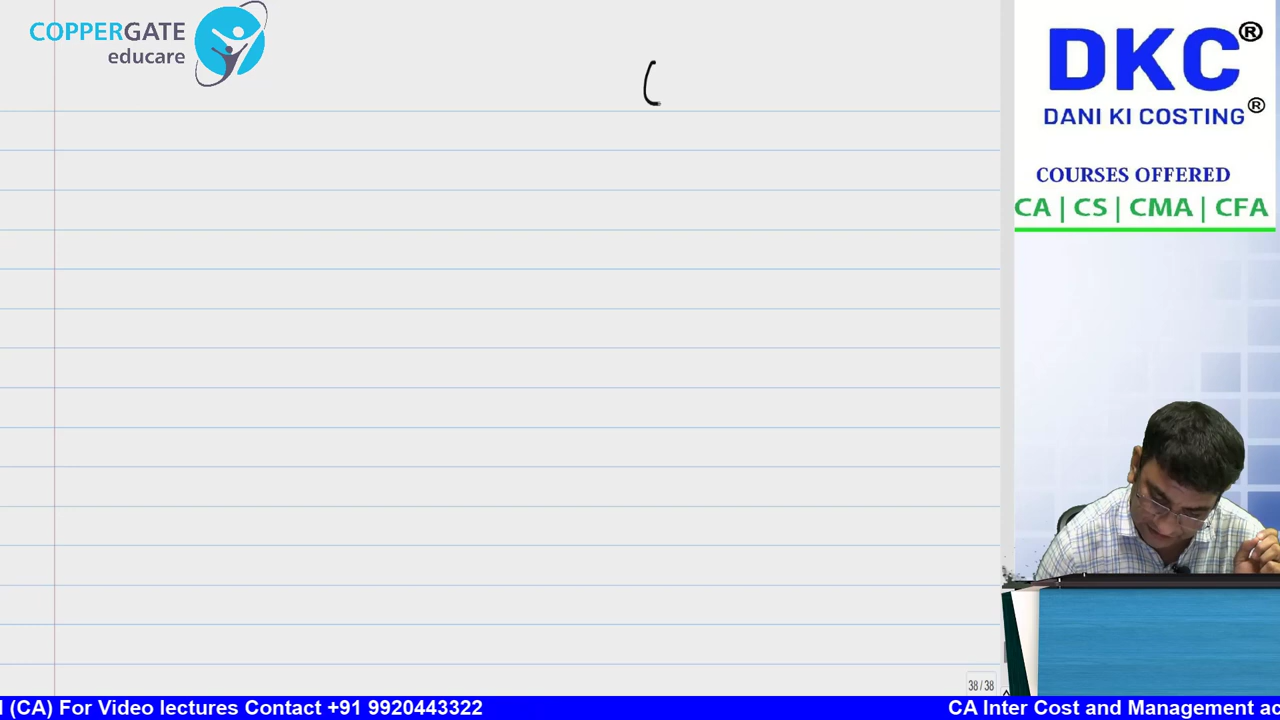 COPPERGATE
educare
(
DKC®
DANI KI COSTING®
COURSES OFFERED
CA | CS | CMA | CFA
38/38
(CA) For Video lectures Contact +91 9920443322
CA Inter Cost and Management ac